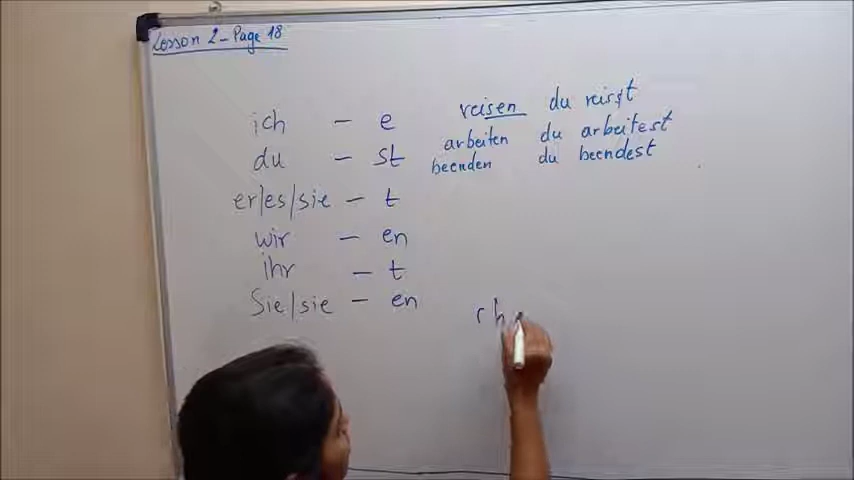 Lesson 2 - Page 18
ich - e reisen du reist
du - st arbeiten du arbeitest
beenden du beendest
er/es/sie - t
wir - en
ihr - t
Sie/sie - en
rh